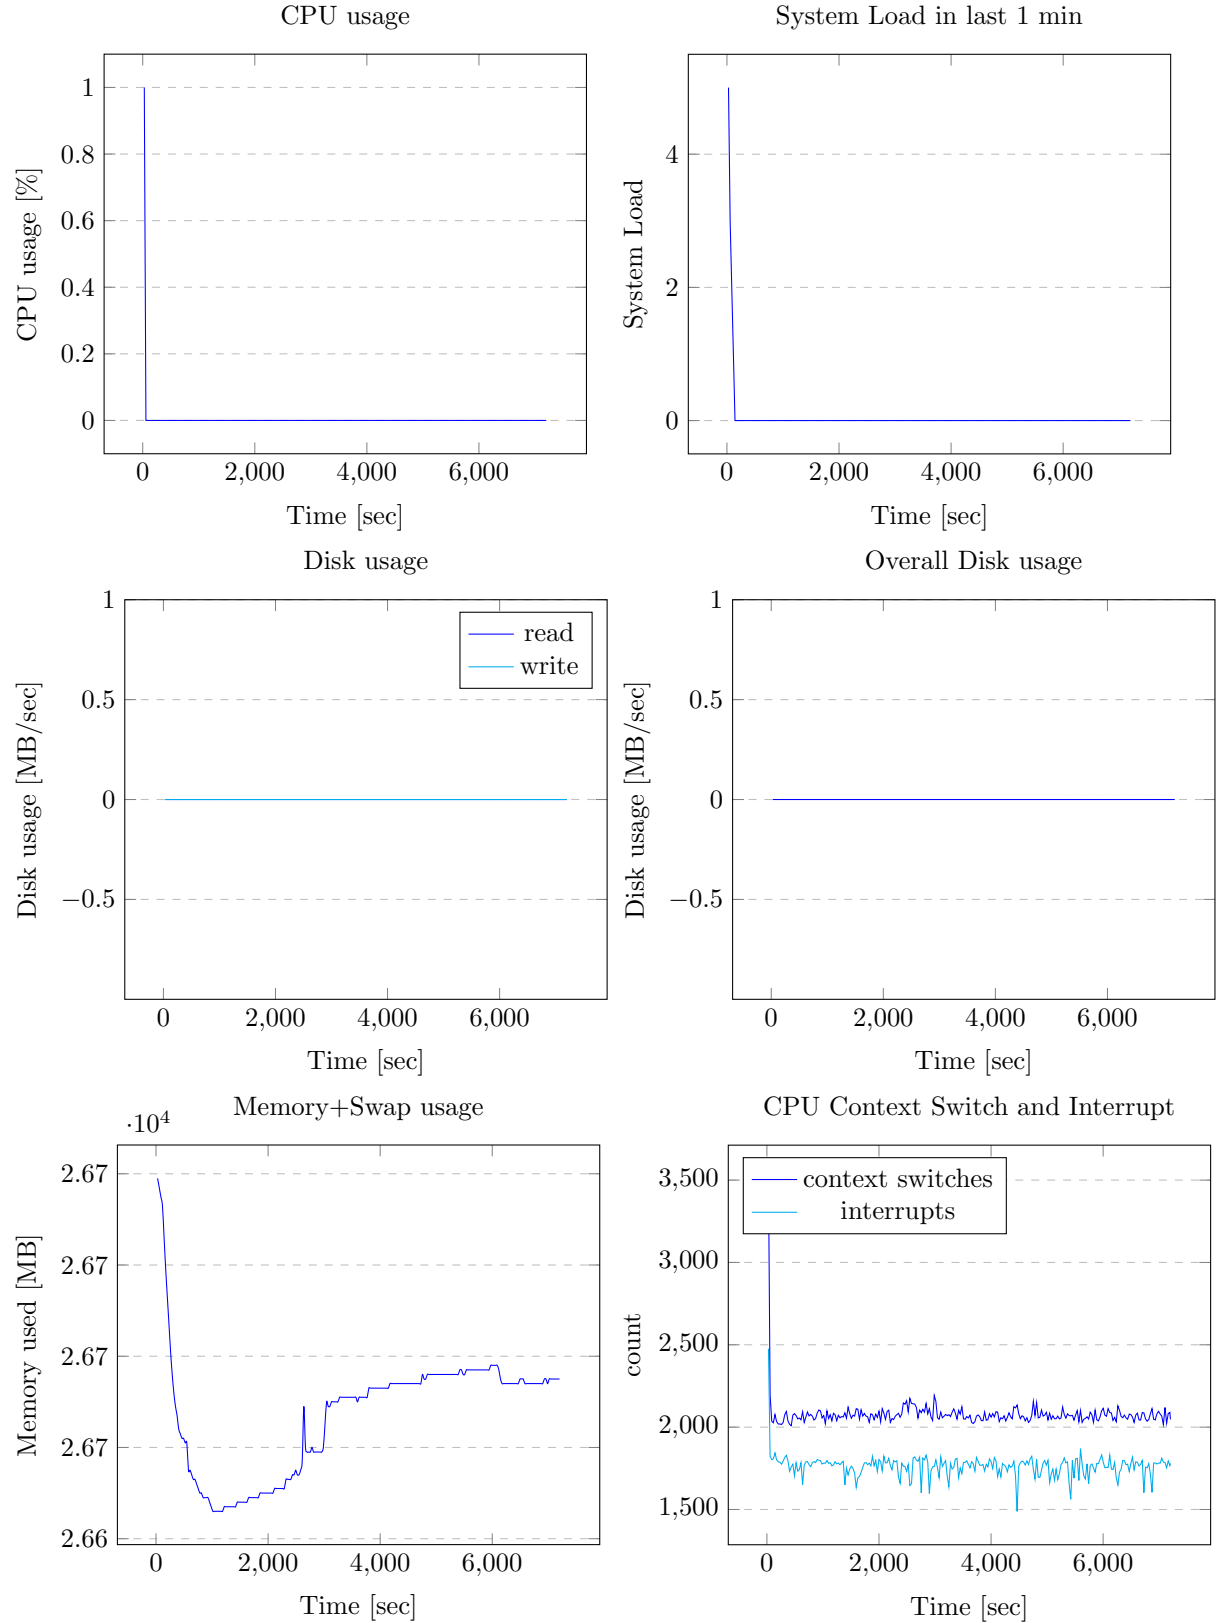 CPU usage
1
0.8
0.6
0.4
0.2
0
CPU usage [%]
0 2,000 4,000 6,000
Time [sec]
System Load in last 1 min
4
2
0
System Load
0 2,000 4,000 6,000
Time [sec]
Disk usage
1
0.5
0
−0.5
Disk usage [MB/sec]
read
write
0 2,000 4,000 6,000
Time [sec]
Overall Disk usage
1
0.5
0
−0.5
Disk usage [MB/sec]
0 2,000 4,000 6,000
Time [sec]
Memory+Swap usage
·10⁴
2.67
2.67
2.67
2.67
2.66
Memory used [MB]
0 2,000 4,000 6,000
Time [sec]
CPU Context Switch and Interrupt
3,500
3,000
2,500
2,000
1,500
count
context switches
interrupts
0 2,000 4,000 6,000
Time [sec]